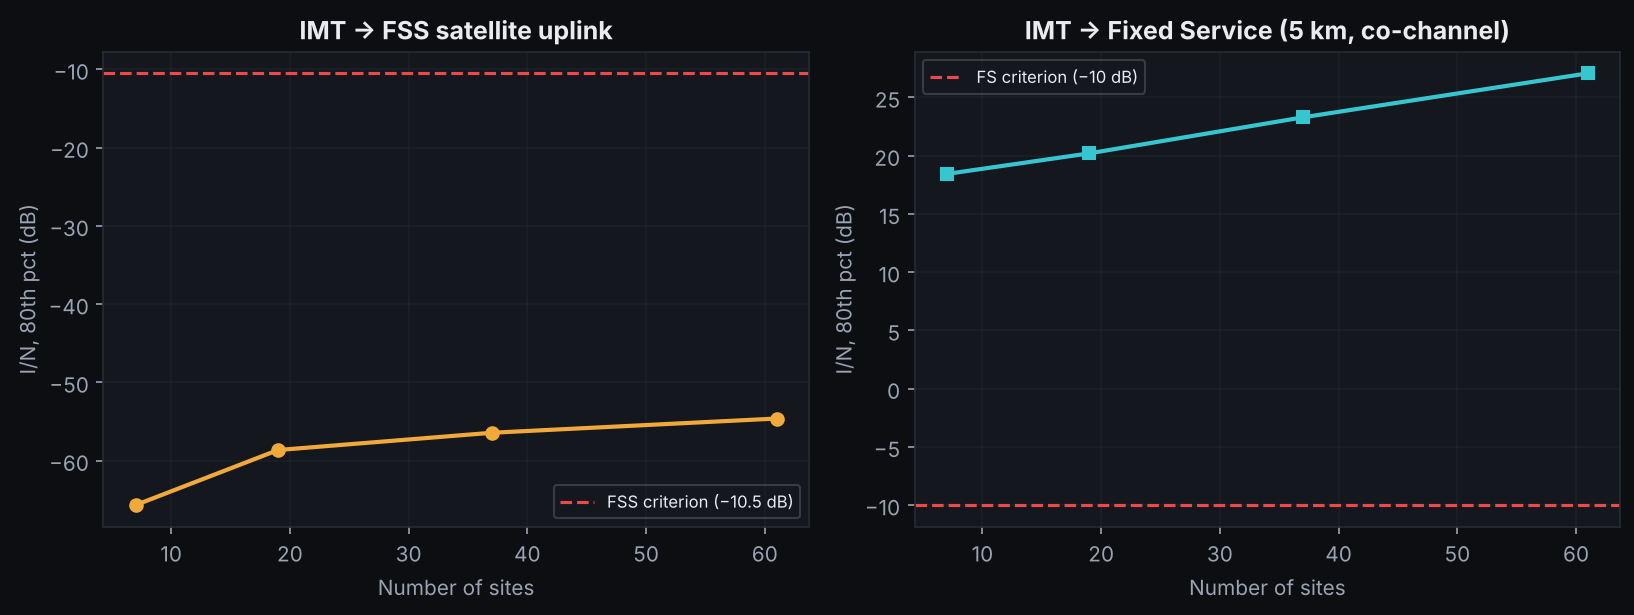 IMT → FSS satellite uplink
I/N, 80th pct (dB)
−10
−20
−30
−40
−50
−60
FSS criterion (−10.5 dB)
10 20 30 40 50 60
Number of sites
IMT → Fixed Service (5 km, co-channel)
FS criterion (−10 dB)
I/N, 80th pct (dB)
25
20
15
10
5
0
−5
−10
10 20 30 40 50 60
Number of sites